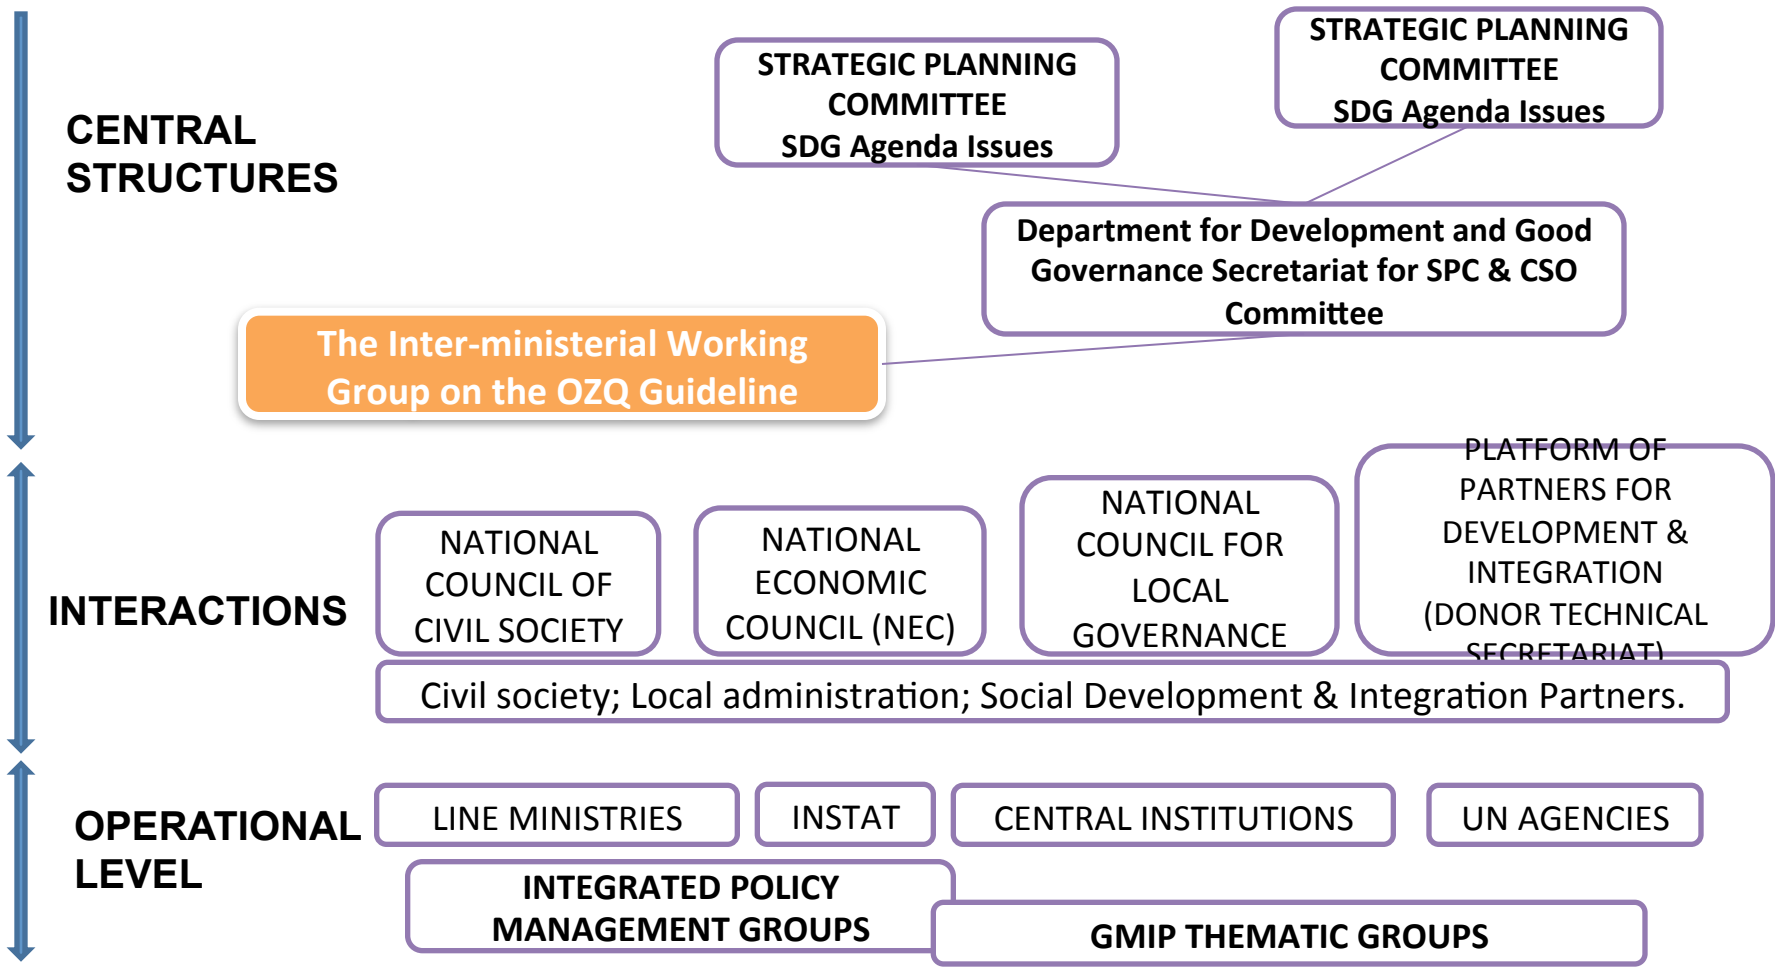 STRATEGIC PLANNING
COMMITTEE
SDG Agenda Issues
STRATEGIC PLANNING
COMMITTEE
SDG Agenda Issues
CENTRAL
STRUCTURES
Department for Development and Good
Governance Secretariat for SPC & CSO
Committee
The Inter-ministerial Working
Group on the OZQ Guideline
INTERACTIONS
NATIONAL
COUNCIL OF
CIVIL SOCIETY
NATIONAL
ECONOMIC
COUNCIL (NEC)
NATIONAL
COUNCIL FOR
LOCAL
GOVERNANCE
PLATFORM OF
PARTNERS FOR
DEVELOPMENT &
INTEGRATION
(DONOR TECHNICAL
SECRETARIAT)
Civil society; Local administration; Social Development & Integration Partners.
OPERATIONAL
LEVEL
LINE MINISTRIES
INSTAT
CENTRAL INSTITUTIONS
UN AGENCIES
INTEGRATED POLICY
MANAGEMENT GROUPS
GMIP THEMATIC GROUPS